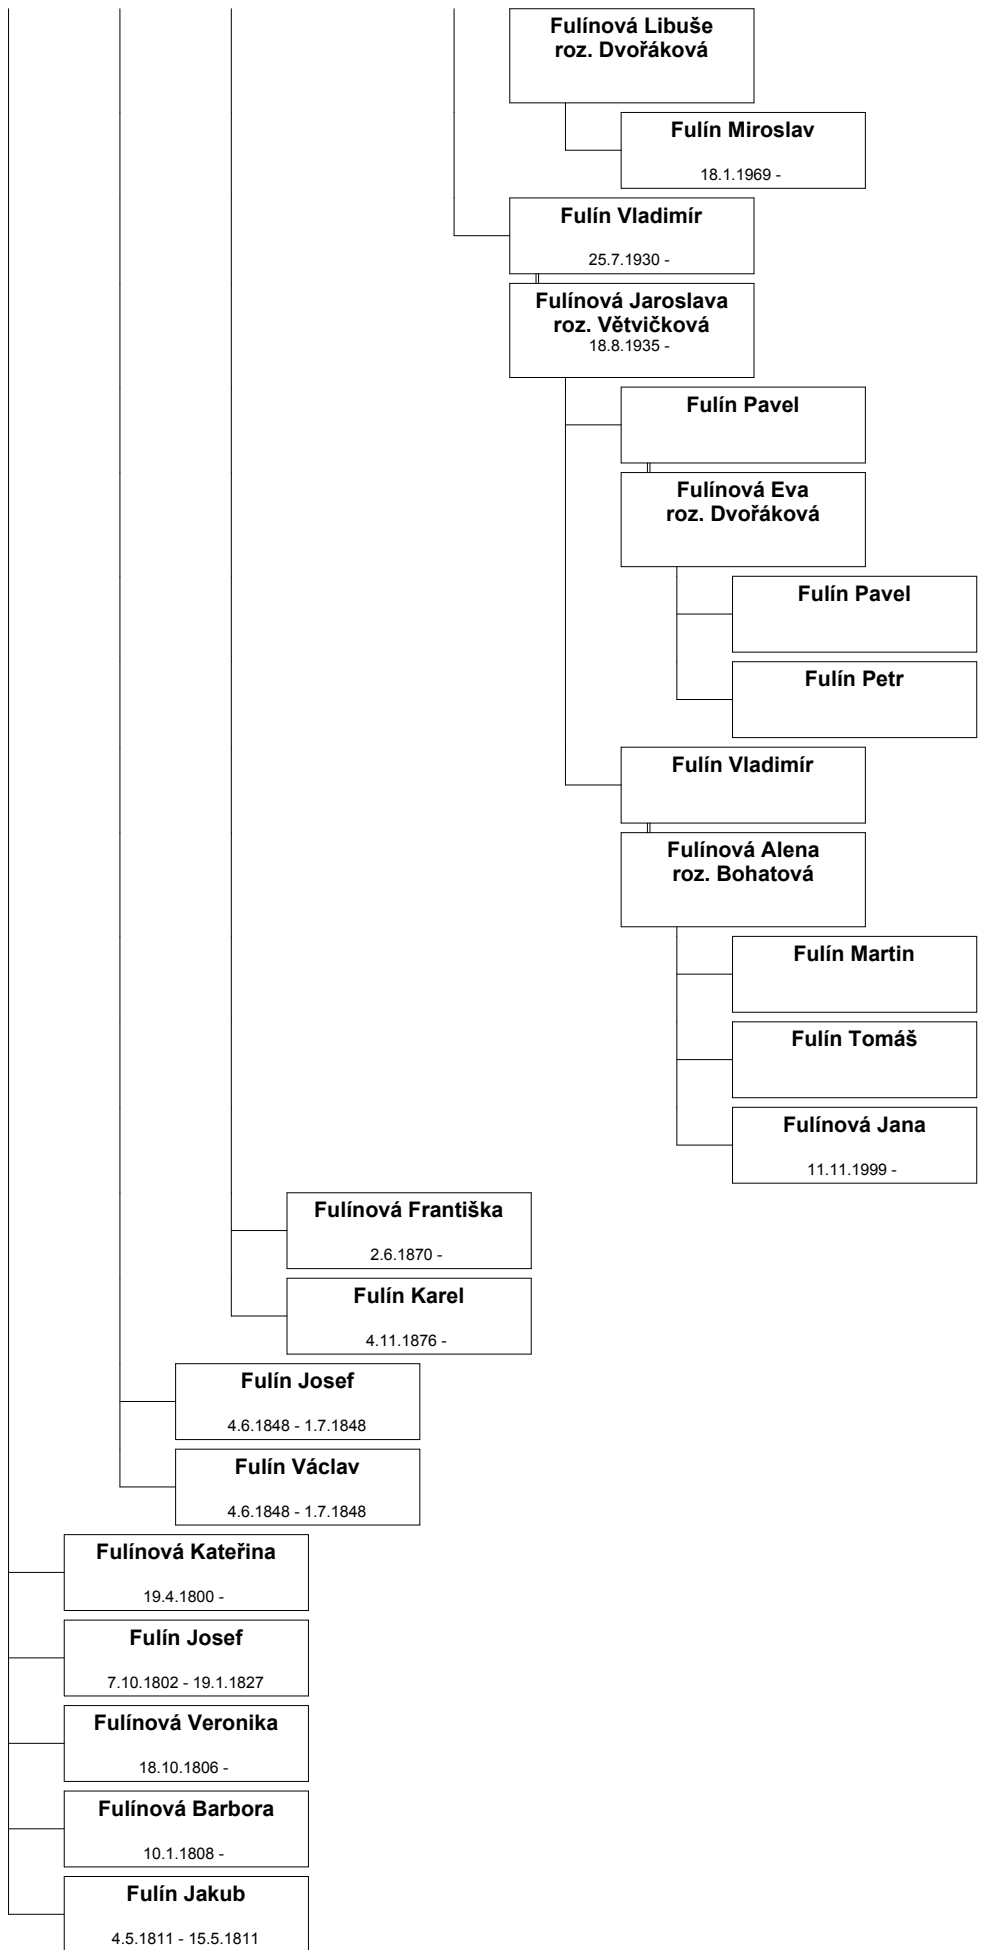 Fulínová Libuše
roz. Dvořáková
Fulín Miroslav
18.1.1969 -
Fulín Vladimír
25.7.1930 -
Fulínová Jaroslava
roz. Větvičková
18.8.1935 -
Fulín Pavel
Fulínová Eva
roz. Dvořáková
Fulín Pavel
Fulín Petr
Fulín Vladimír
Fulínová Alena
roz. Bohatová
Fulín Martin
Fulín Tomáš
Fulínová Jana
11.11.1999 -
Fulínová Františka
2.6.1870 -
Fulín Karel
4.11.1876 -
Fulín Josef
4.6.1848 - 1.7.1848
Fulín Václav
4.6.1848 - 1.7.1848
Fulínová Kateřina
19.4.1800 -
Fulín Josef
7.10.1802 - 19.1.1827
Fulínová Veronika
18.10.1806 -
Fulínová Barbora
10.1.1808 -
Fulín Jakub
4.5.1811 - 15.5.1811